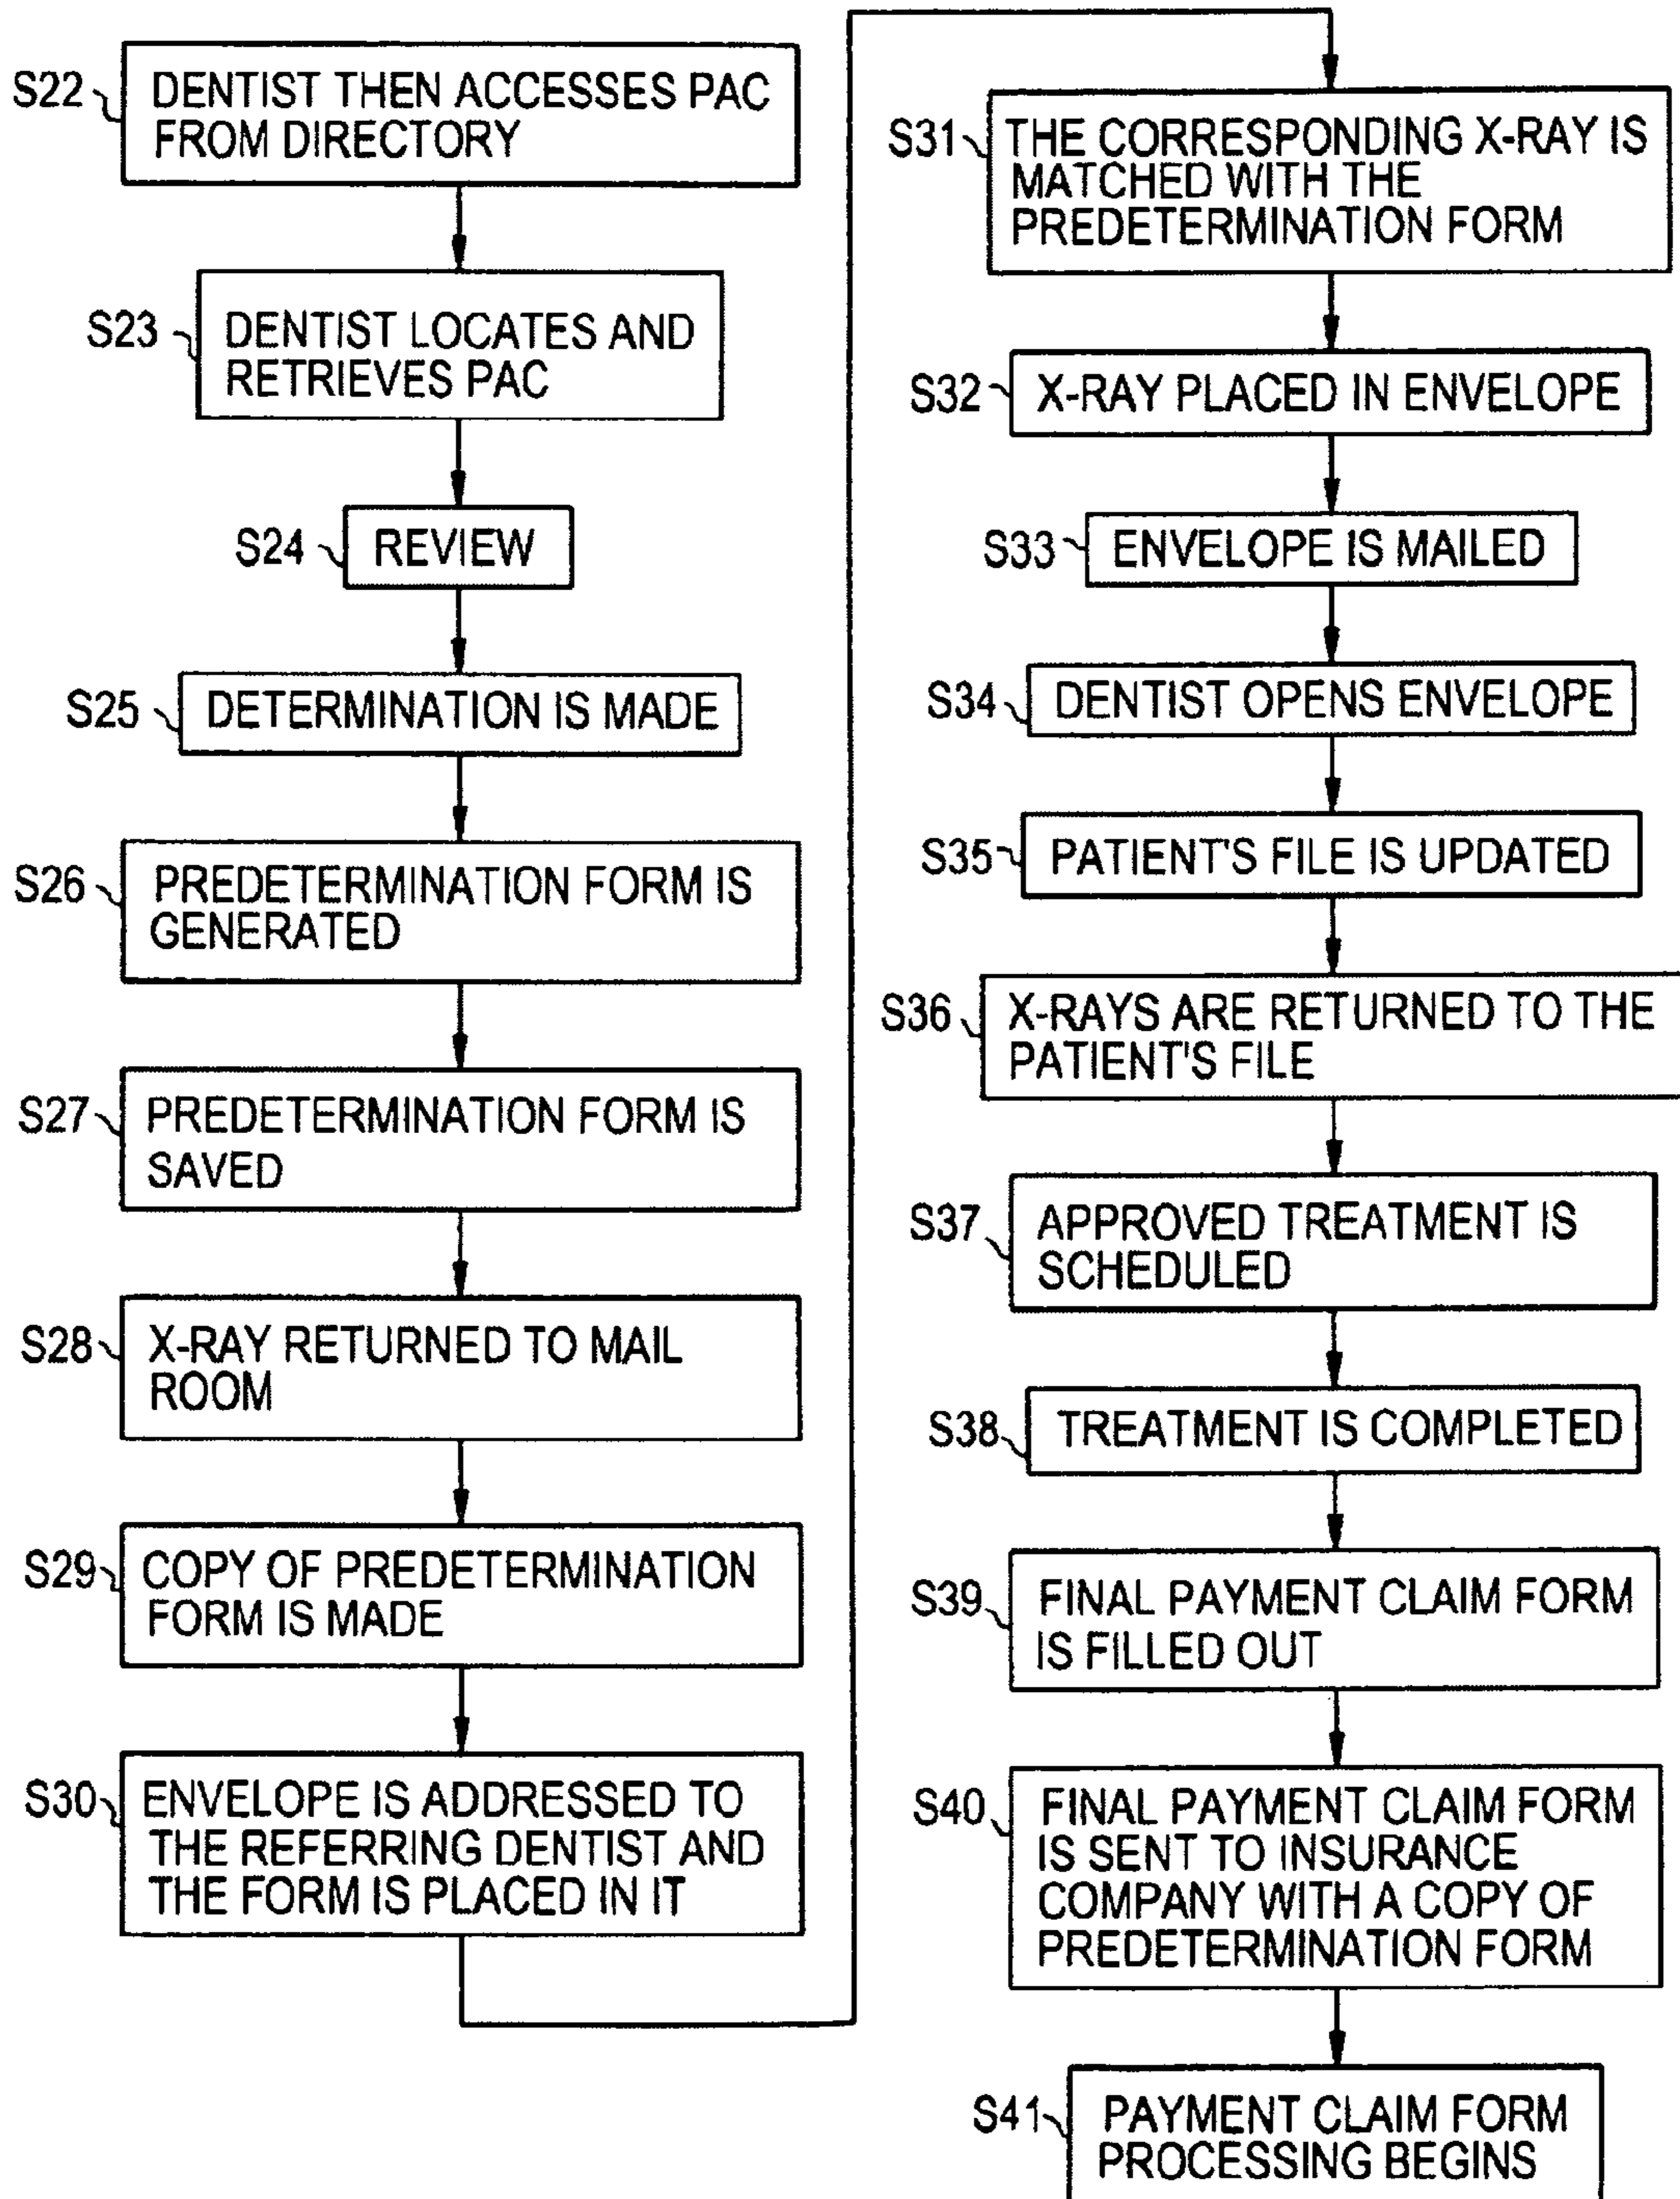 S22
DENTIST THEN ACCESSES PAC
FROM DIRECTORY
S23
DENTIST LOCATES AND
RETRIEVES PAC
S24
REVIEW
S25
DETERMINATION IS MADE
S26
PREDETERMINATION FORM IS
GENERATED
S27
PREDETERMINATION FORM IS
SAVED
S28
X-RAY RETURNED TO MAIL
ROOM
S29
COPY OF PREDETERMINATION
FORM IS MADE
S30
ENVELOPE IS ADDRESSED TO
THE REFERRING DENTIST AND
THE FORM IS PLACED IN IT
S31
THE CORRESPONDING X-RAY IS
MATCHED WITH THE
PREDETERMINATION FORM
S32
X-RAY PLACED IN ENVELOPE
S33
ENVELOPE IS MAILED
S34
DENTIST OPENS ENVELOPE
S35
PATIENT'S FILE IS UPDATED
S36
X-RAYS ARE RETURNED TO THE
PATIENT'S FILE
S37
APPROVED TREATMENT IS
SCHEDULED
S38
TREATMENT IS COMPLETED
S39
FINAL PAYMENT CLAIM FORM
IS FILLED OUT
S40
FINAL PAYMENT CLAIM FORM
IS SENT TO INSURANCE
COMPANY WITH A COPY OF
PREDETERMINATION FORM
S41
PAYMENT CLAIM FORM
PROCESSING BEGINS